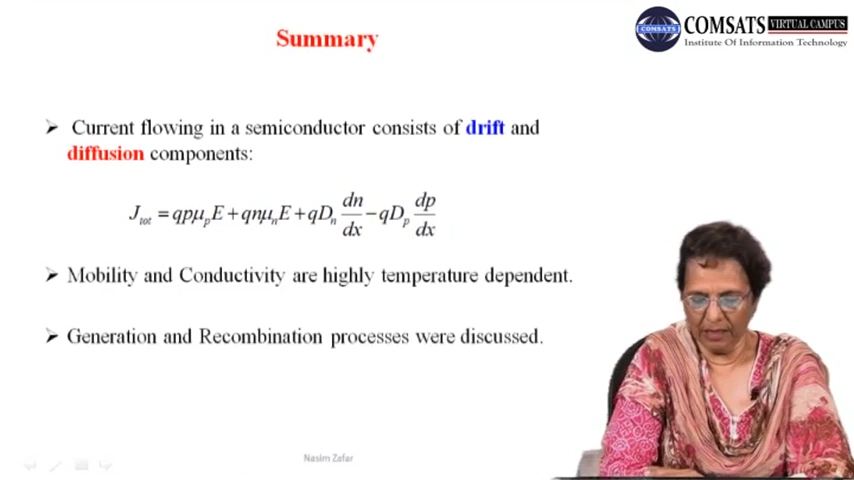 Summary
COMSATS
COMSATS VIRTUAL CAMPUS
Institute Of Information Technology
➢ Current flowing in a semiconductor consists of drift and
diffusion components:
J_tot = qpμ_pE + qnμ_nE + qD_n dn/dx − qD_p dp/dx
➢ Mobility and Conductivity are highly temperature dependent.
➢ Generation and Recombination processes were discussed.
Nasim Zafar